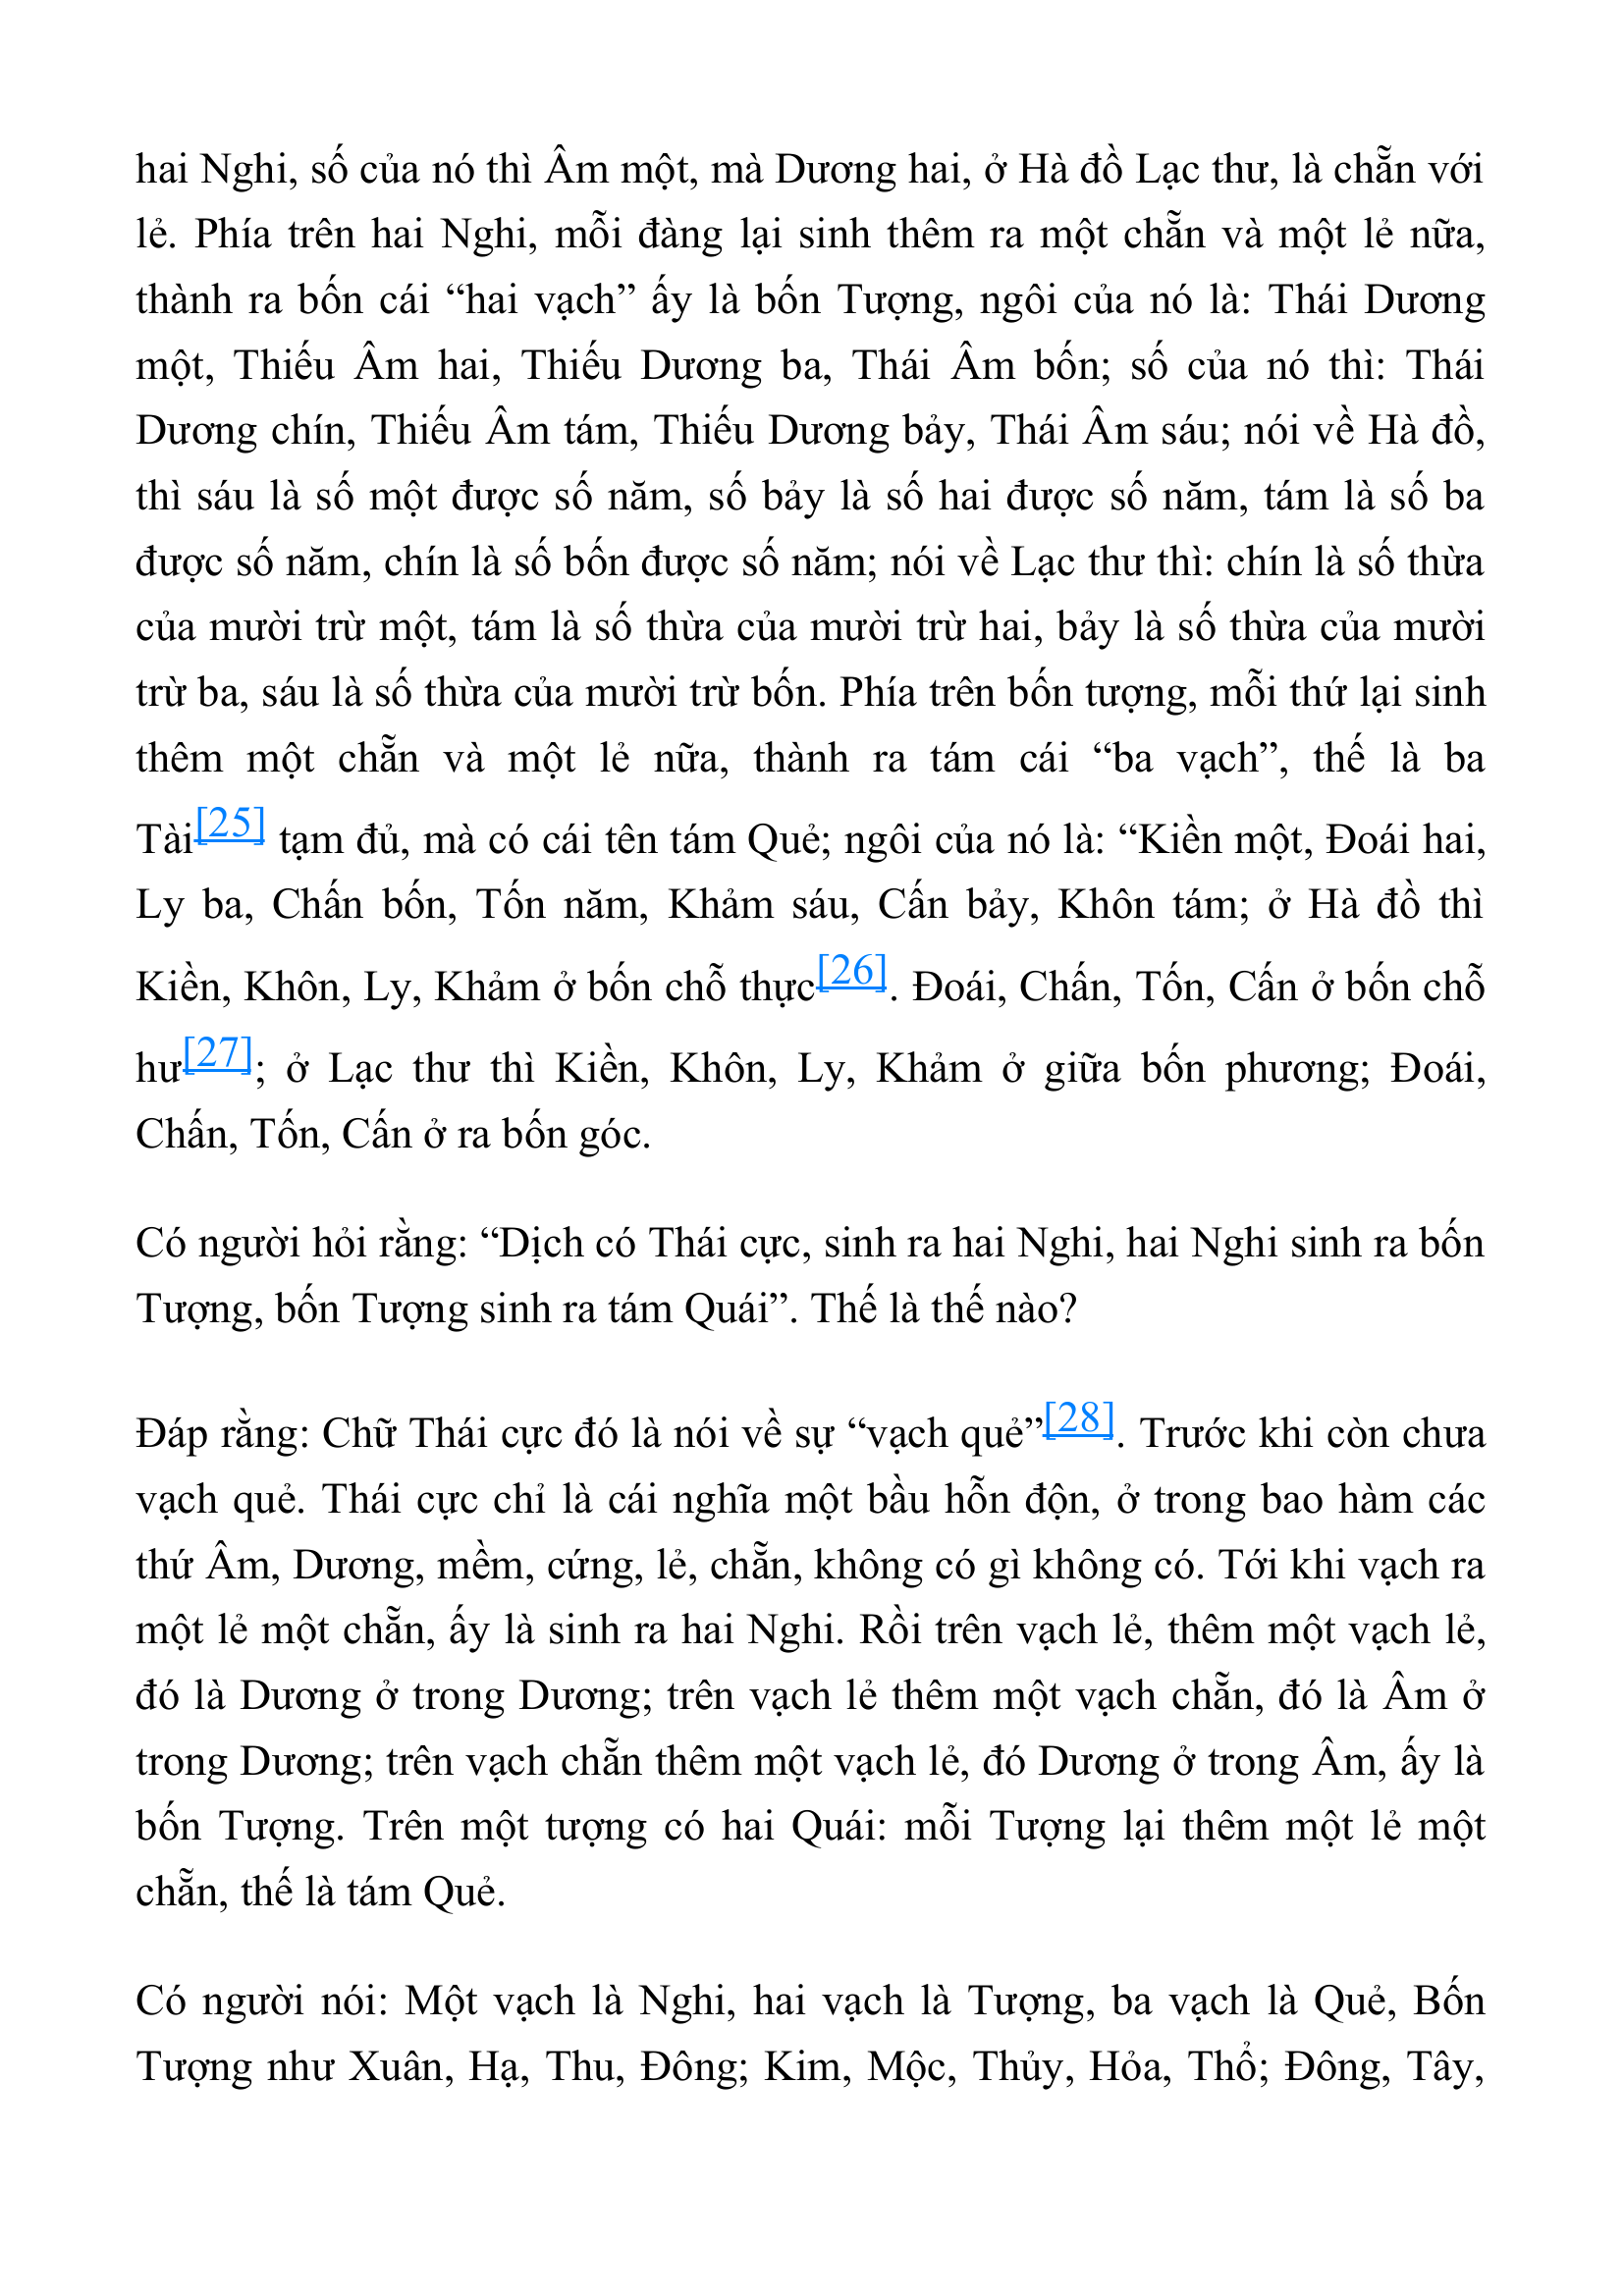 hai Nghi, số của nó thì Âm một, mà Dương hai, ở Hà đồ Lạc thư, là chẵn với
lẻ. Phía trên hai Nghi, mỗi đàng lại sinh thêm ra một chẵn và một lẻ nữa,
thành ra bốn cái “hai vạch” ấy là bốn Tượng, ngôi của nó là: Thái Dương
một, Thiếu Âm hai, Thiếu Dương ba, Thái Âm bốn; số của nó thì: Thái
Dương chín, Thiếu Âm tám, Thiếu Dương bảy, Thái Âm sáu; nói về Hà đồ,
thì sáu là số một được số năm, số bảy là số hai được số năm, tám là số ba
được số năm, chín là số bốn được số năm; nói về Lạc thư thì: chín là số thừa
của mười trừ một, tám là số thừa của mười trừ hai, bảy là số thừa của mười
trừ ba, sáu là số thừa của mười trừ bốn. Phía trên bốn tượng, mỗi thứ lại sinh
thêm một chẵn và một lẻ nữa, thành ra tám cái “ba vạch”, thế là ba
Tài[25] tạm đủ, mà có cái tên tám Quẻ; ngôi của nó là: “Kiền một, Đoái hai,
Ly ba, Chấn bốn, Tốn năm, Khảm sáu, Cấn bảy, Khôn tám; ở Hà đồ thì
Kiền, Khôn, Ly, Khảm ở bốn chỗ thực[26]. Đoái, Chấn, Tốn, Cấn ở bốn chỗ
hư[27]; ở Lạc thư thì Kiền, Khôn, Ly, Khảm ở giữa bốn phương; Đoái,
Chấn, Tốn, Cấn ở ra bốn góc.
Có người hỏi rằng: “Dịch có Thái cực, sinh ra hai Nghi, hai Nghi sinh ra bốn
Tượng, bốn Tượng sinh ra tám Quái”. Thế là thế nào?
Đáp rằng: Chữ Thái cực đó là nói về sự “vạch quẻ”[28]. Trước khi còn chưa
vạch quẻ. Thái cực chỉ là cái nghĩa một bầu hỗn độn, ở trong bao hàm các
thứ Âm, Dương, mềm, cứng, lẻ, chẵn, không có gì không có. Tới khi vạch ra
một lẻ một chẵn, ấy là sinh ra hai Nghi. Rồi trên vạch lẻ, thêm một vạch lẻ,
đó là Dương ở trong Dương; trên vạch lẻ thêm một vạch chẵn, đó là Âm ở
trong Dương; trên vạch chẵn thêm một vạch lẻ, đó Dương ở trong Âm, ấy là
bốn Tượng. Trên một tượng có hai Quái: mỗi Tượng lại thêm một lẻ một
chẵn, thế là tám Quẻ.
Có người nói: Một vạch là Nghi, hai vạch là Tượng, ba vạch là Quẻ, Bốn
Tượng như Xuân, Hạ, Thu, Đông; Kim, Mộc, Thủy, Hỏa, Thổ; Đông, Tây,